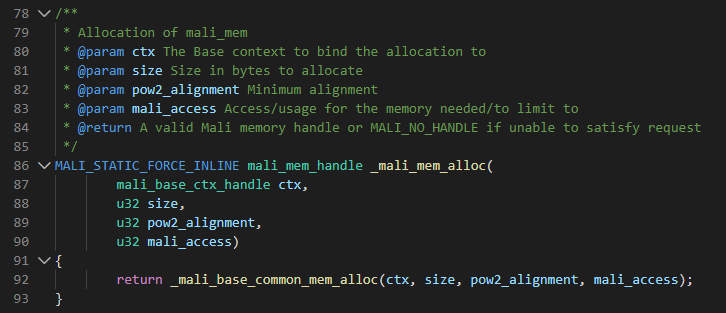 78 /**
79  * Allocation of mali_mem
80  * @param ctx The Base context to bind the allocation to
81  * @param size Size in bytes to allocate
82  * @param pow2_alignment Minimum alignment
83  * @param mali_access Access/usage for the memory needed/to limit to
84  * @return A valid Mali memory handle or MALI_NO_HANDLE if unable to satisfy request
85  */
86 MALI_STATIC_FORCE_INLINE mali_mem_handle _mali_mem_alloc(
87         mali_base_ctx_handle ctx,
88         u32 size,
89         u32 pow2_alignment,
90         u32 mali_access)
91 {
92         return _mali_base_common_mem_alloc(ctx, size, pow2_alignment, mali_access);
93 }